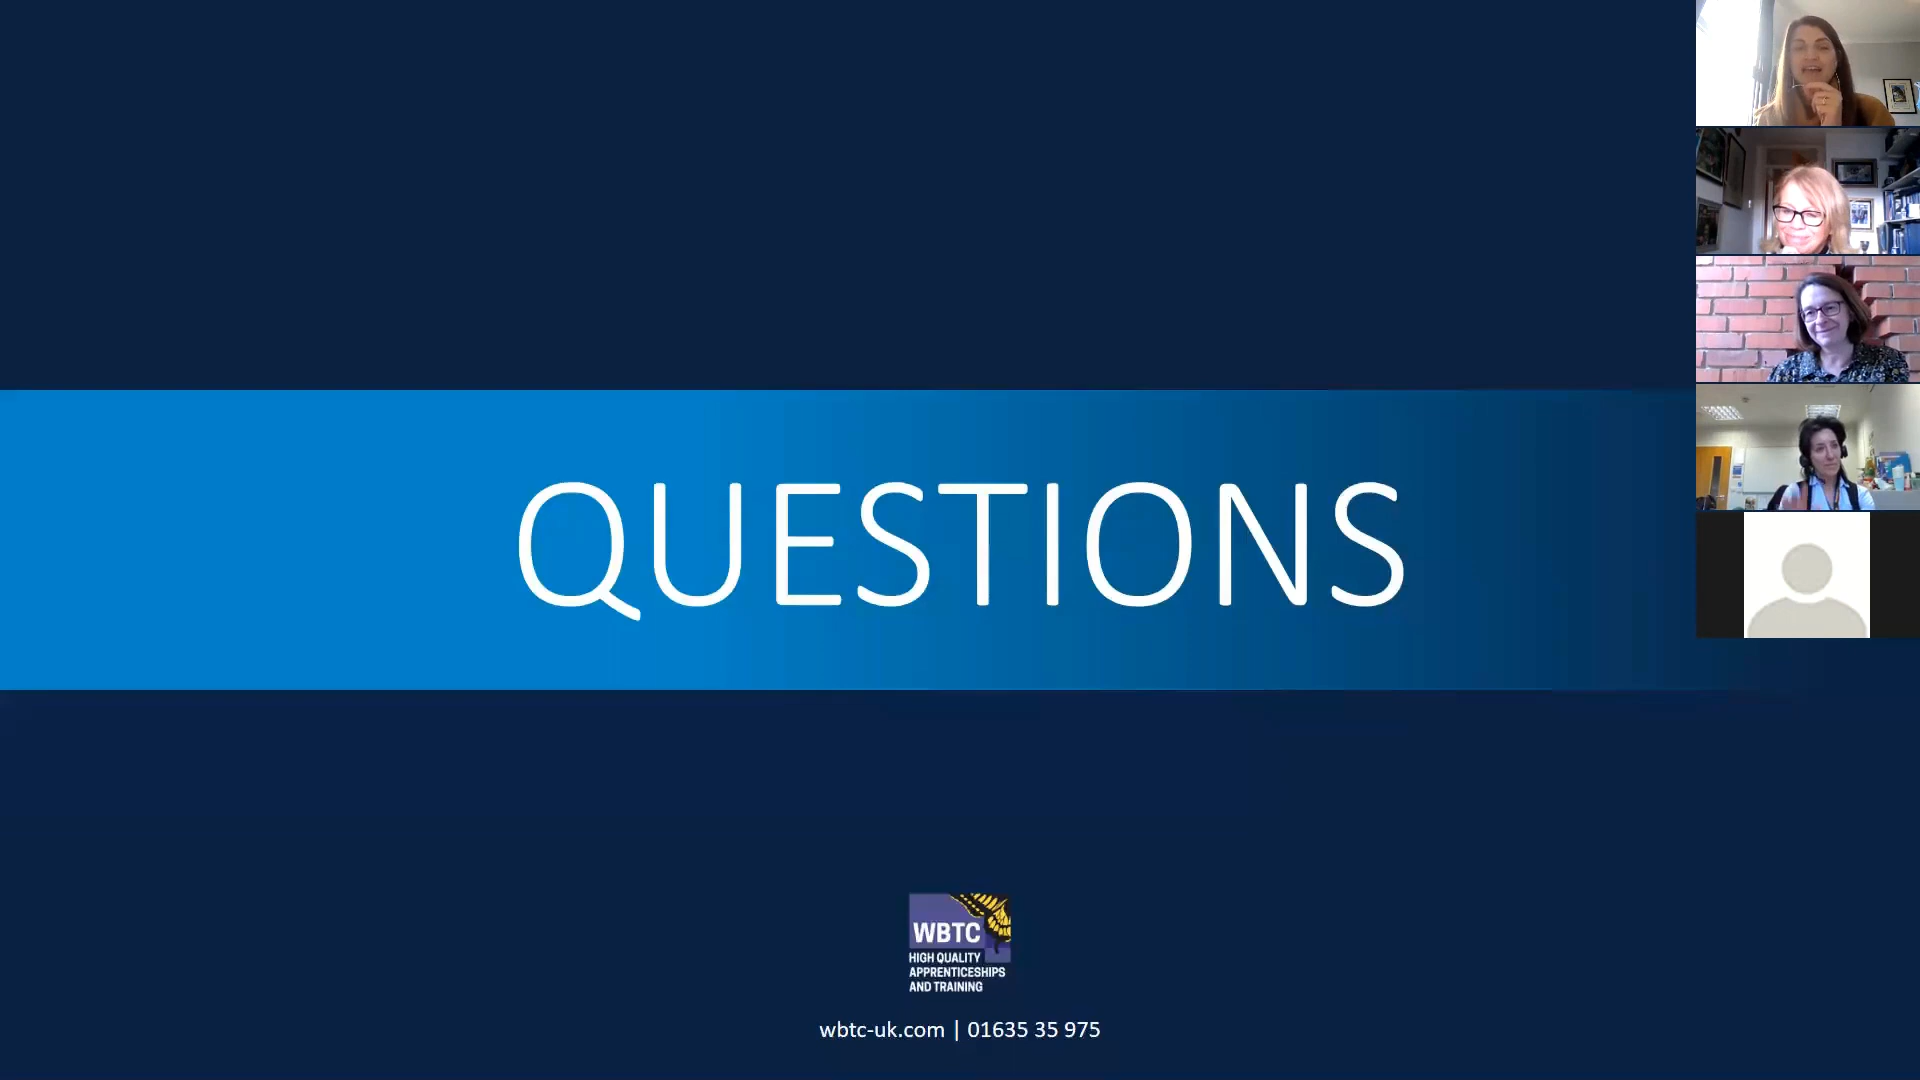 QUESTIONS
WBTC
HIGH QUALITY
APPRENTICESHIPS
AND TRAINING
wbtc-uk.com | 01635 35 975